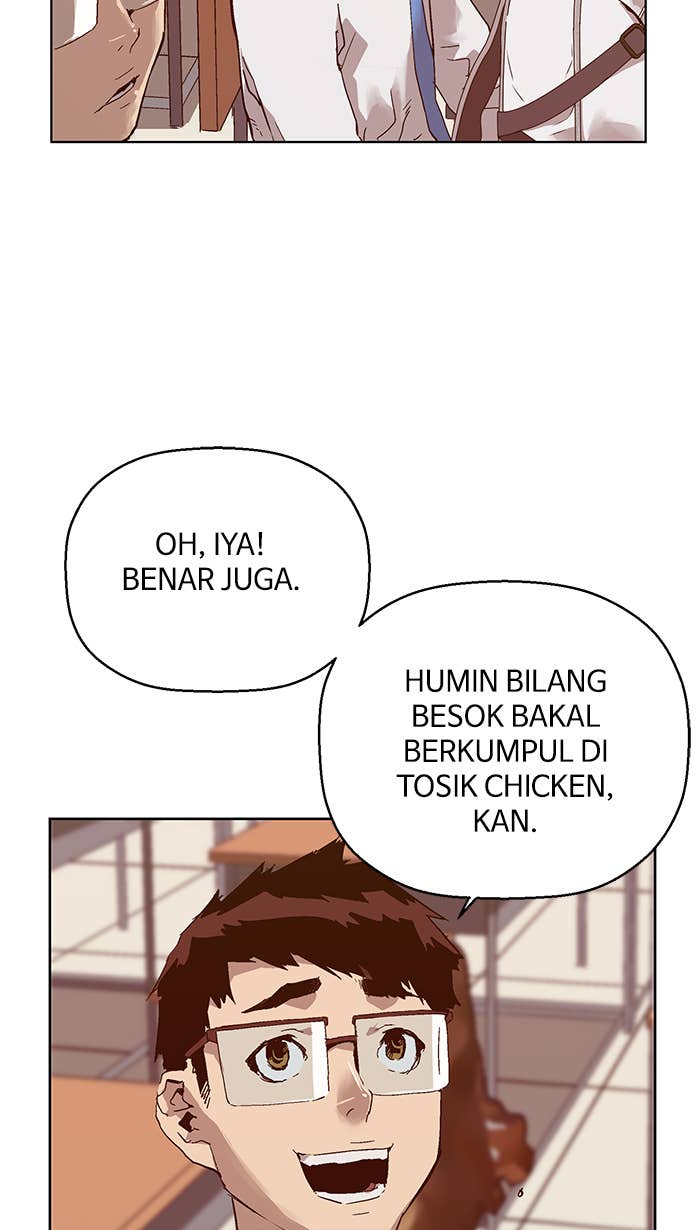 OH, IYA!
BENAR JUGA.
HUMIN BILANG
BESOK BAKAL
BERKUMPUL DI
TOSIK CHICKEN,
KAN.